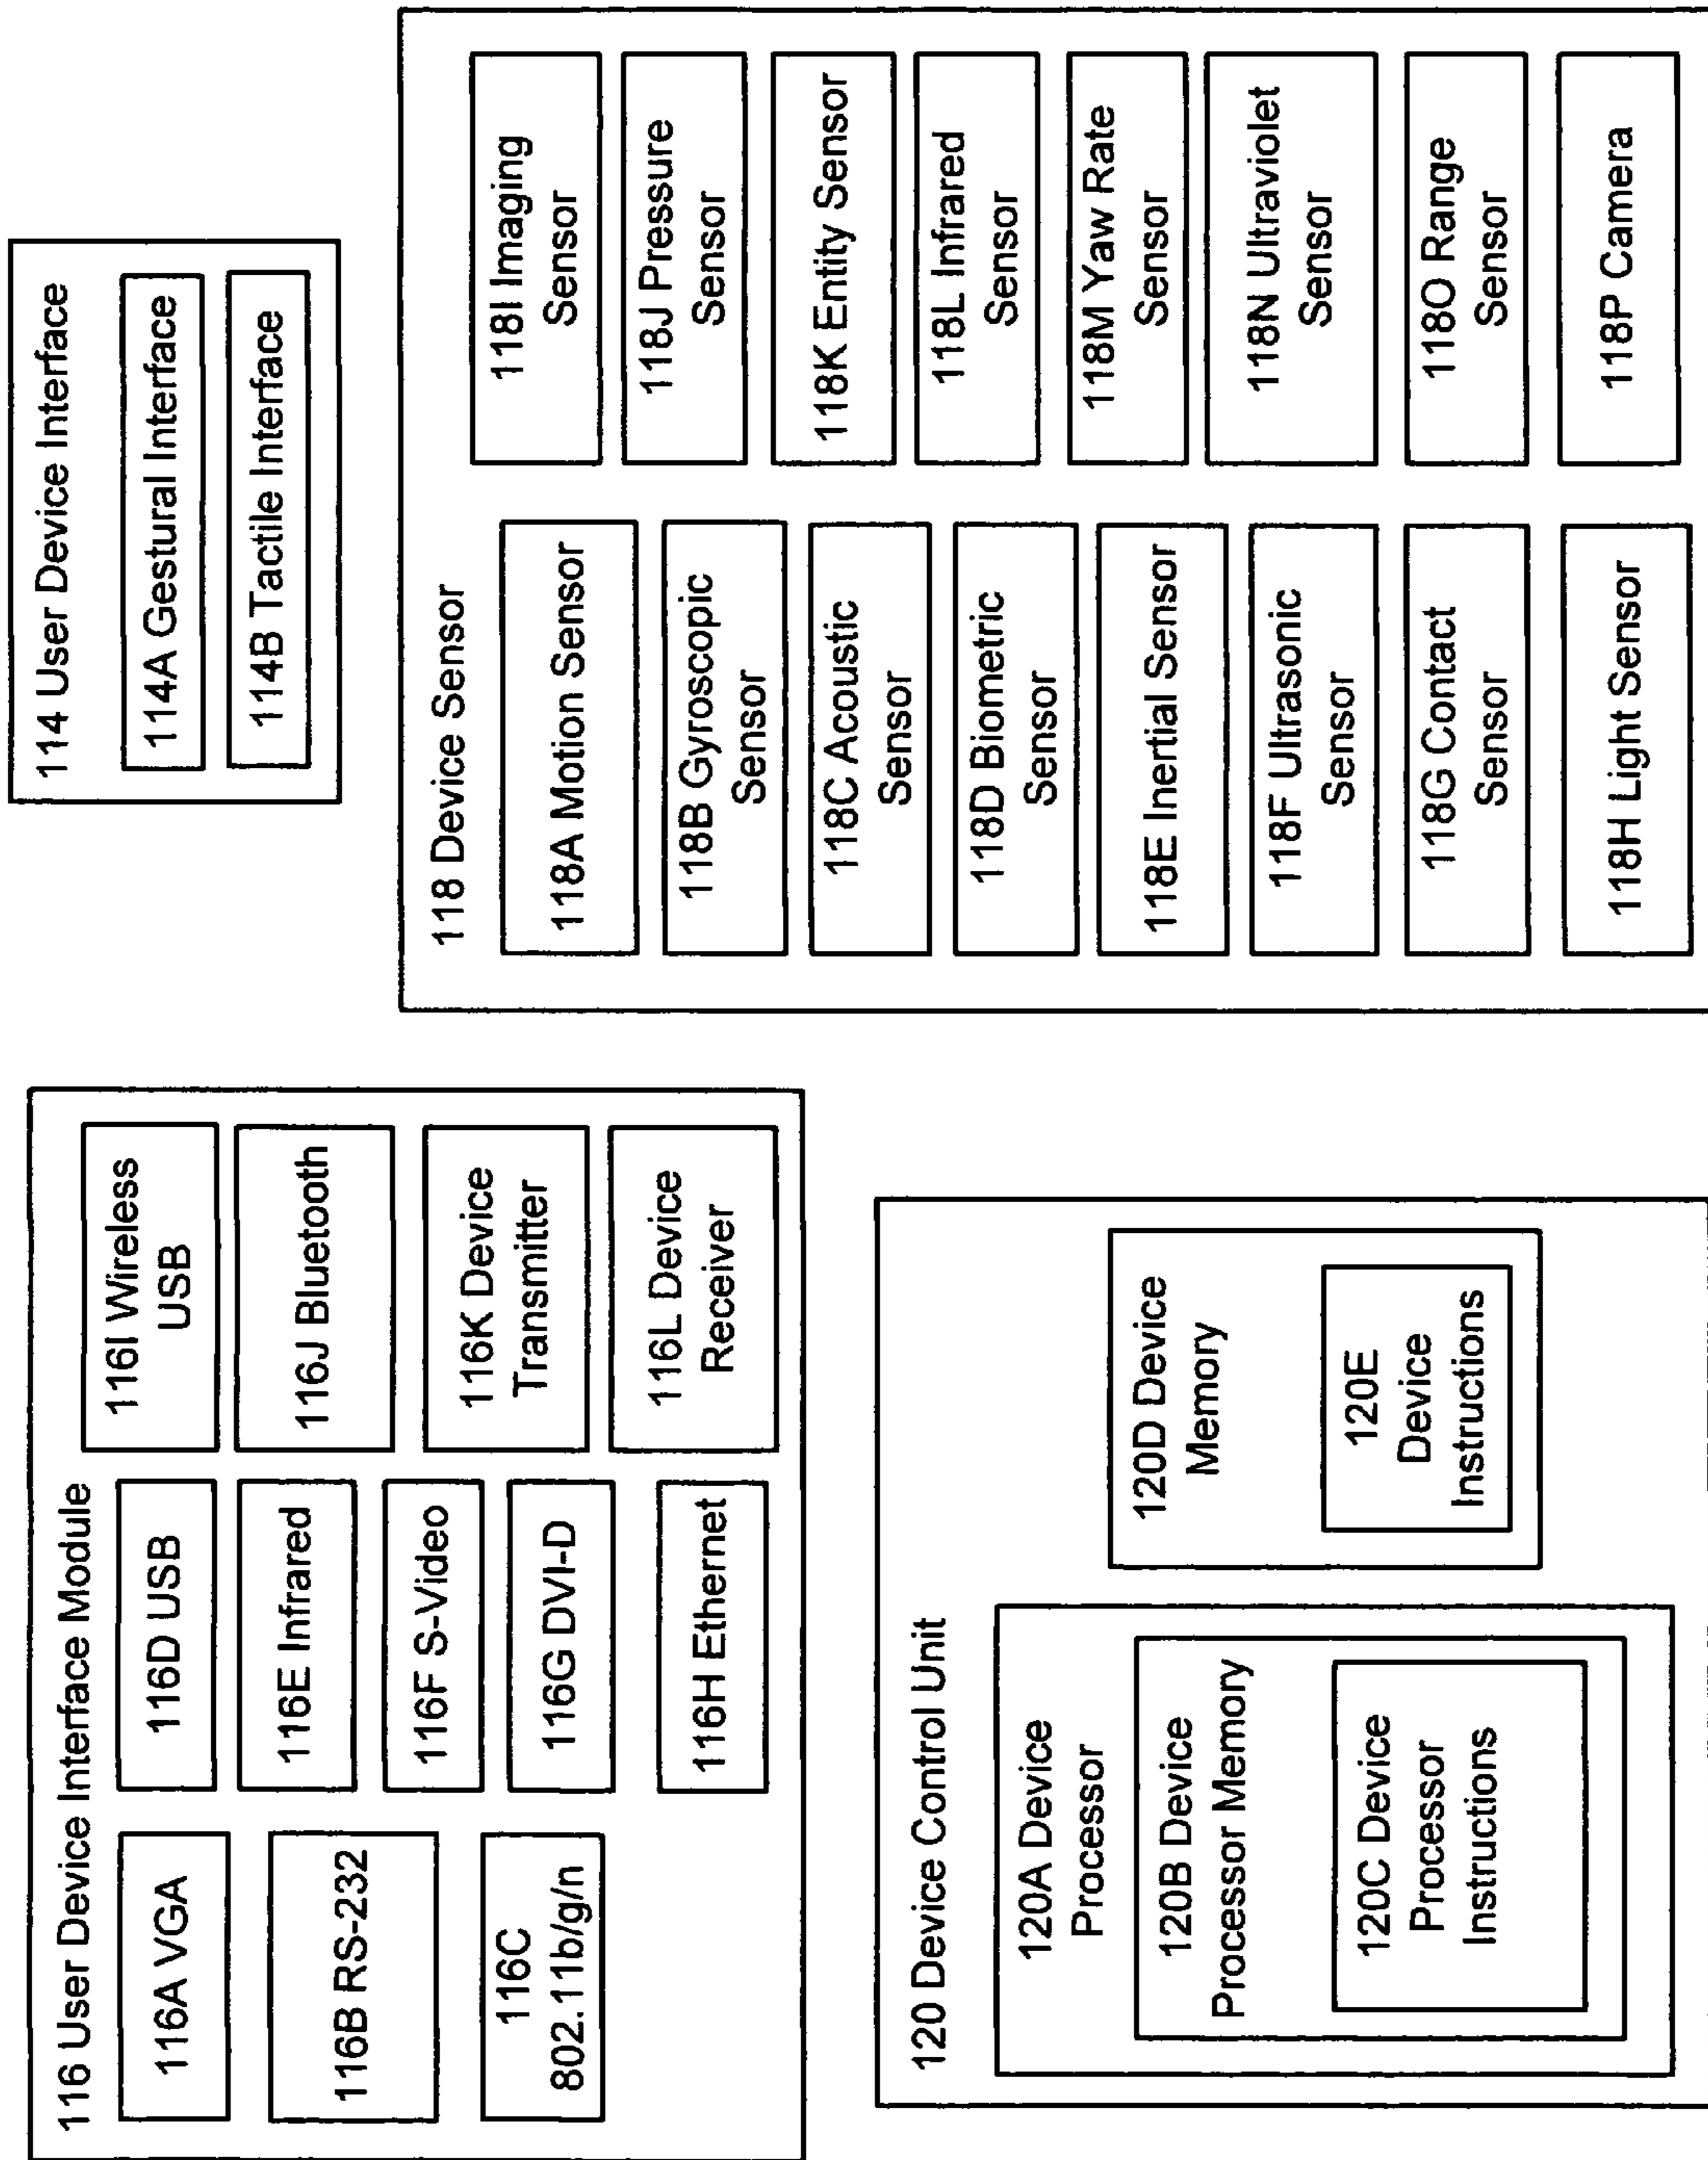 116 User Device Interface Module
116A VGA
116B RS-232
116C
802.11b/g/n
116D USB
116E Infrared
116F S-Video
116G DVI-D
116H Ethernet
116I Wireless
USB
116J Bluetooth
116K Device
Transmitter
116L Device
Receiver
114 User Device Interface
114A Gestural Interface
114B Tactile Interface
120 Device Control Unit
120A Device
Processor
120B Device
Processor Memory
120C Device
Processor
Instructions
120D Device
Memory
120E
Device
Instructions
118 Device Sensor
118A Motion Sensor
118B Gyroscopic
Sensor
118C Acoustic
Sensor
118D Biometric
Sensor
118E Inertial Sensor
118F Ultrasonic
Sensor
118G Contact
Sensor
118H Light Sensor
118I Imaging
Sensor
118J Pressure
Sensor
118K Entity Sensor
118L Infrared
Sensor
118M Yaw Rate
Sensor
118N Ultraviolet
Sensor
118O Range
Sensor
118P Camera